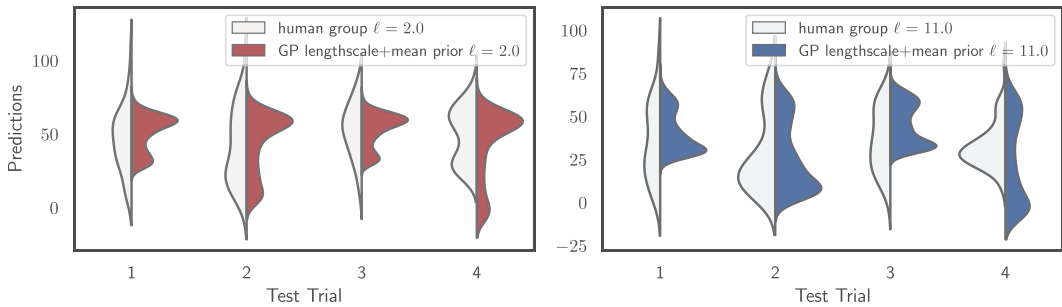 human group ℓ = 2.0
GP lengthscale+mean prior ℓ = 2.0
Predictions
100
50
0
1 2 3 4
Test Trial
human group ℓ = 11.0
GP lengthscale+mean prior ℓ = 11.0
100
75
50
25
0
−25
1 2 3 4
Test Trial